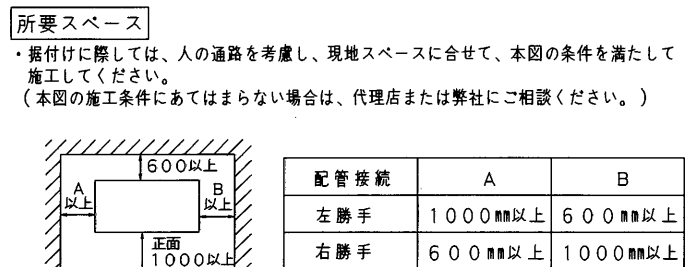 所要スペース
・据付けに際しては、人の通路を考慮し、現地スペースに合せて、本図の条件を満たして
施工してください。
(本図の施工条件にあてはまらない場合は、代理店または弊社にご相談ください。)
600以上
A
以上
B
以上
正面
1000以上
配管接続 A B
左勝手 1000mm以上 600mm以上
右勝手 600mm以上 1000mm以上